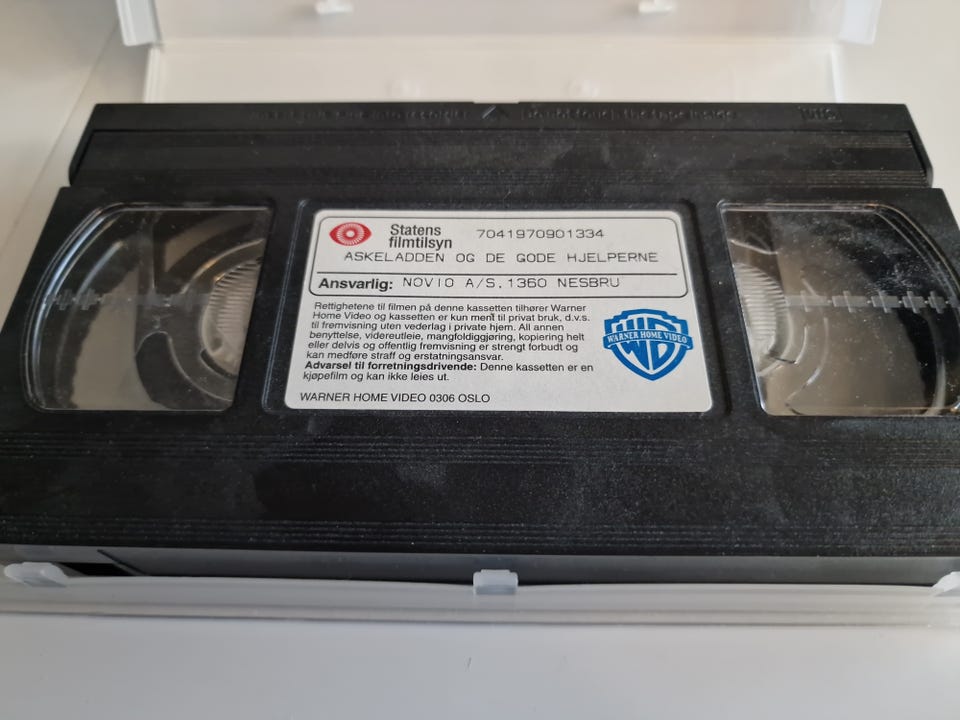 VHS
Statens
filmtilsyn
7041970901334
ASKELADDEN OG DE GODE HJELPERNE
Ansvarlig: NOVIO A/S, 1360 NESBRU
Rettighetene til filmen på denne kassetten tilhører Warner
Home Video og kassetten er kun ment til privat bruk, d.v.s.
til fremvisning uten vederlag i private hjem. All annen
benyttelse, videreutleie, mangfoldiggjøring, kopiering helt
eller delvis og offentlig fremvisning er strengt forbudt og
kan medføre straff og erstatningsansvar.
Advarsel til forretningsdrivende: Denne kassetten er en
kjøpefilm og kan ikke leies ut.
WARNER HOME VIDEO
WARNER HOME VIDEO 0306 OSLO